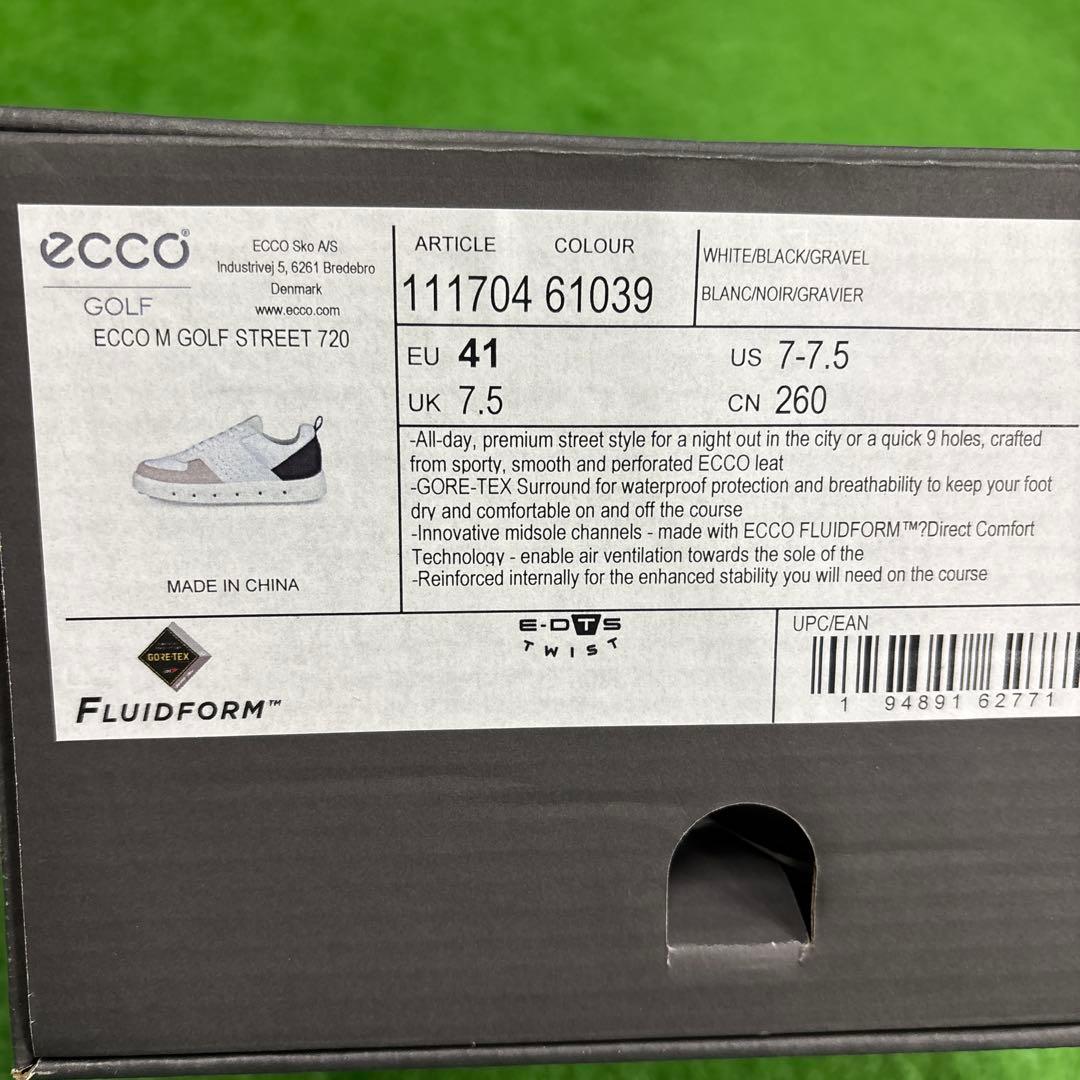 ecco®
GOLF
ECCO Sko A/S
Industrivej 5, 6261 Bredebro
Denmark
www.ecco.com
ECCO M GOLF STREET 720
MADE IN CHINA
ARTICLE COLOUR
111704 61039
WHITE/BLACK/GRAVEL
BLANC/NOIR/GRAVIER
EU 41 US 7-7.5
UK 7.5 CN 260
-All-day, premium street style for a night out in the city or a quick 9 holes, crafted
from sporty, smooth and perforated ECCO leat
-GORE-TEX Surround for waterproof protection and breathability to keep your foot
dry and comfortable on and off the course
-Innovative midsole channels - made with ECCO FLUIDFORM™?Direct Comfort
Technology - enable air ventilation towards the sole of the
-Reinforced internally for the enhanced stability you will need on the course
GORE-TEX
FLUIDFORM™
E-DTS
TWIST
UPC/EAN
1 94891 62771